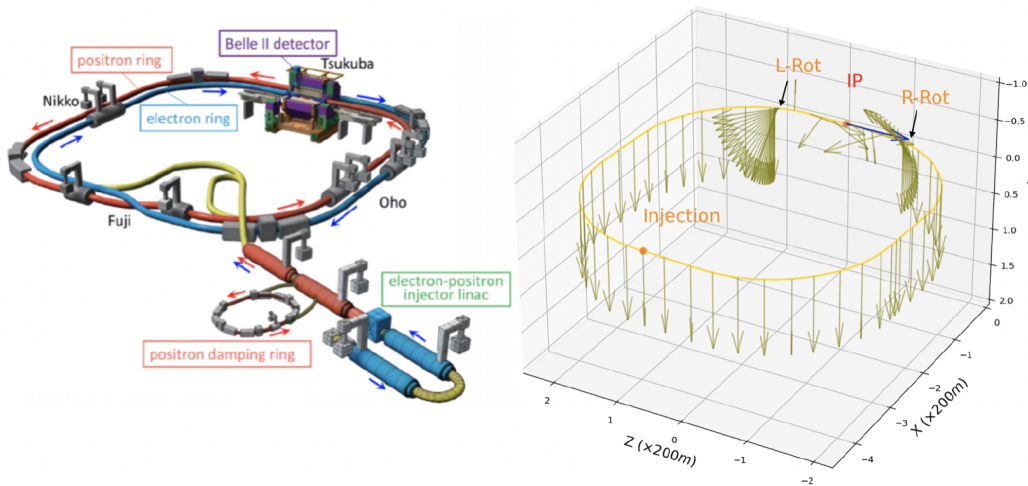 Belle II detector
Tsukuba
positron ring
Nikko
electron ring
Oho
Fuji
electron-positron
injector linac
positron damping ring
L-Rot
IP
R-Rot
Injection
-1.0
-0.5
0.0
0.5
1.0
1.5
2.0
0
-1
-2
-3
-4
X (×200m)
2
1
0
-1
-2
Z (×200m)